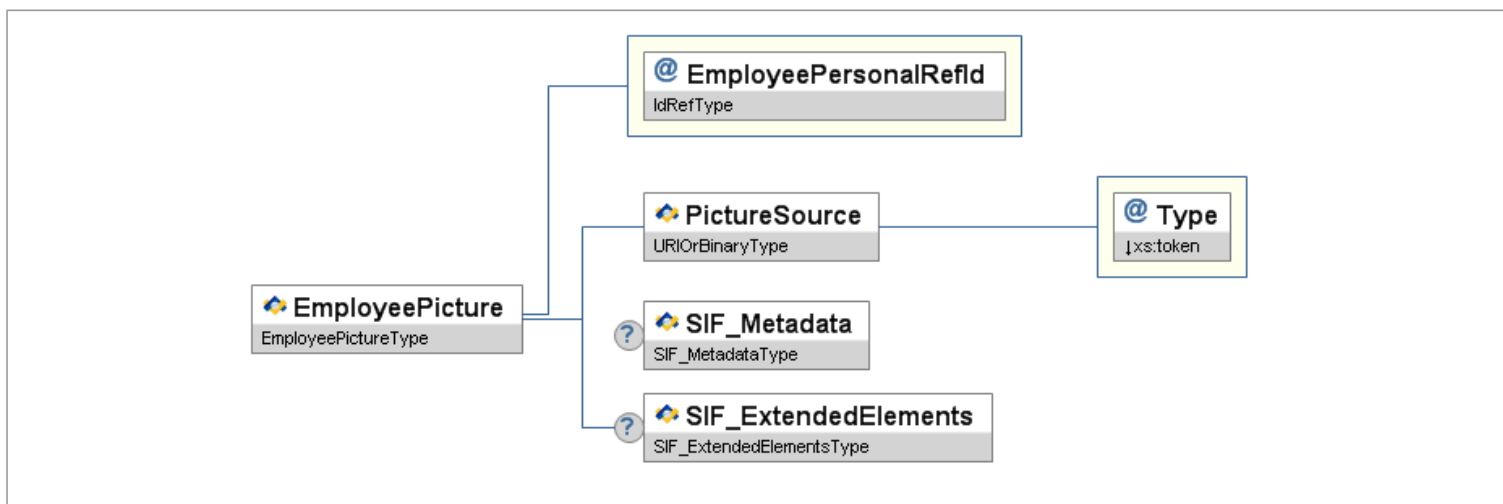 @ EmployeePersonalRefId
IdRefType
PictureSource
URIOrBinaryType
@ Type
↓xs:token
EmployeePicture
EmployeePictureType
? SIF_Metadata
SIF_MetadataType
? SIF_ExtendedElements
SIF_ExtendedElementsType